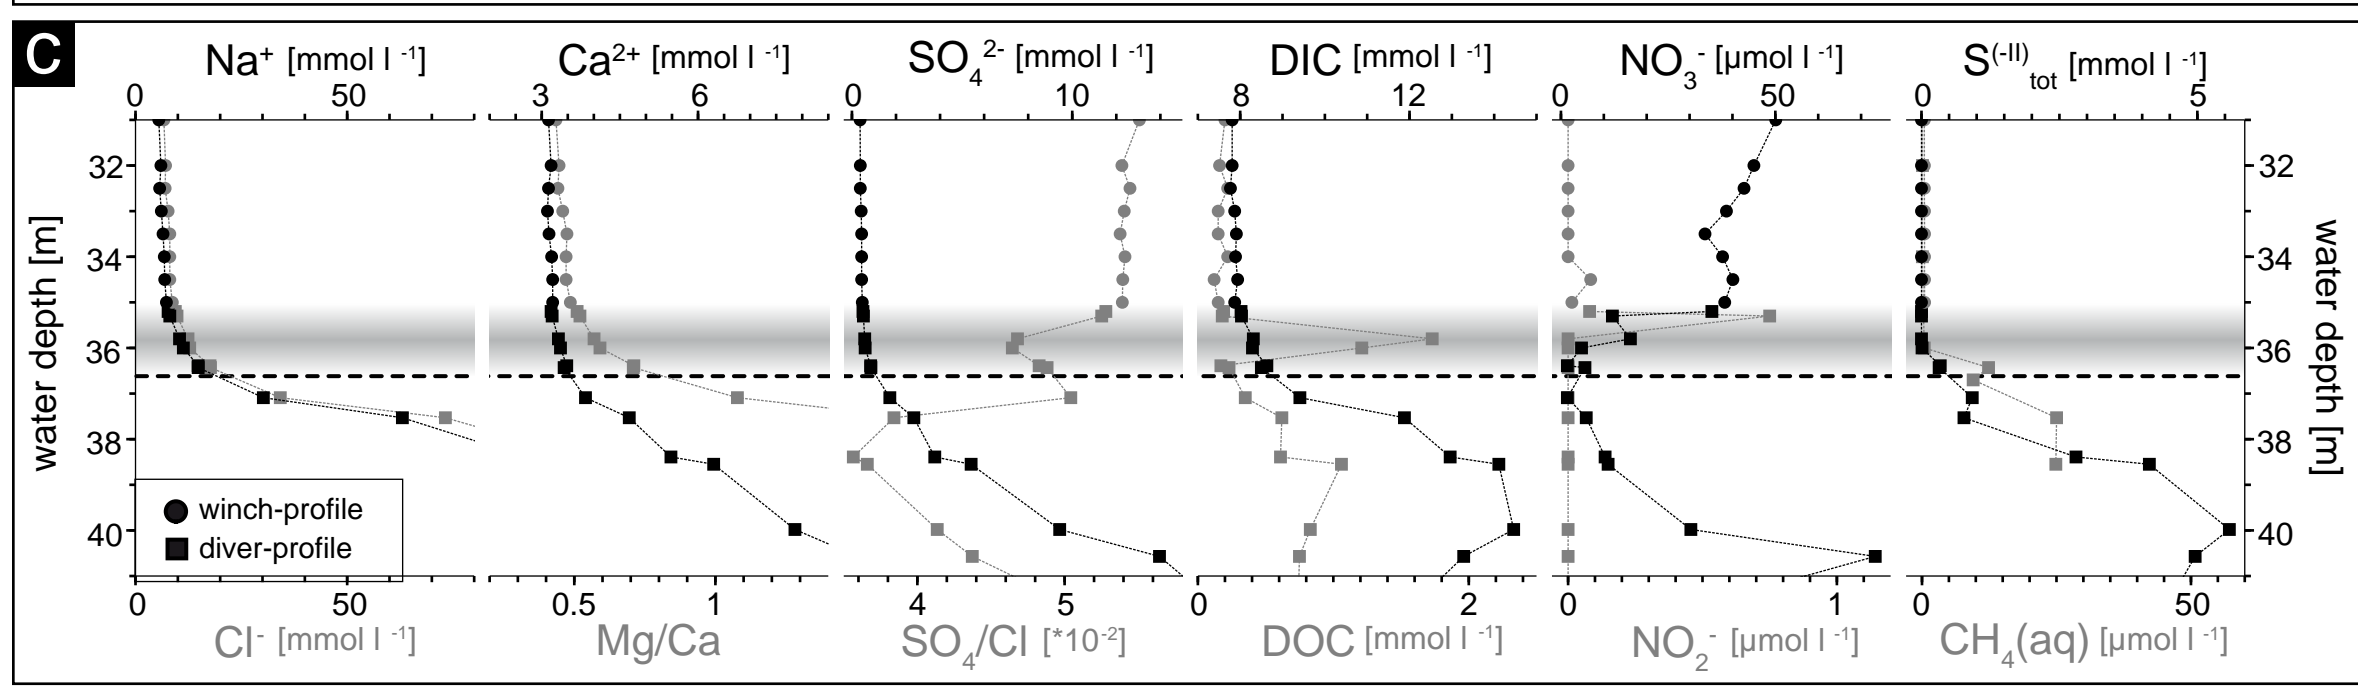 C
Na+ [mmol l -1] Ca2+ [mmol l -1] SO42- [mmol l -1] DIC [mmol l -1] NO3- [µmol l -1] S(-II)tot [mmol l -1]
0 50 3 6 0 10 8 12 0 50 0 5
32 32
34 34
36 36
38 38
40 40
water depth [m]
water depth [m]
winch-profile
diver-profile
0 50 0.5 1 4 5 0 2 0 1 0 50
Cl- [mmol l -1] Mg/Ca SO4/Cl [*10-2] DOC [mmol l -1] NO2- [µmol l -1] CH4(aq) [µmol l -1]